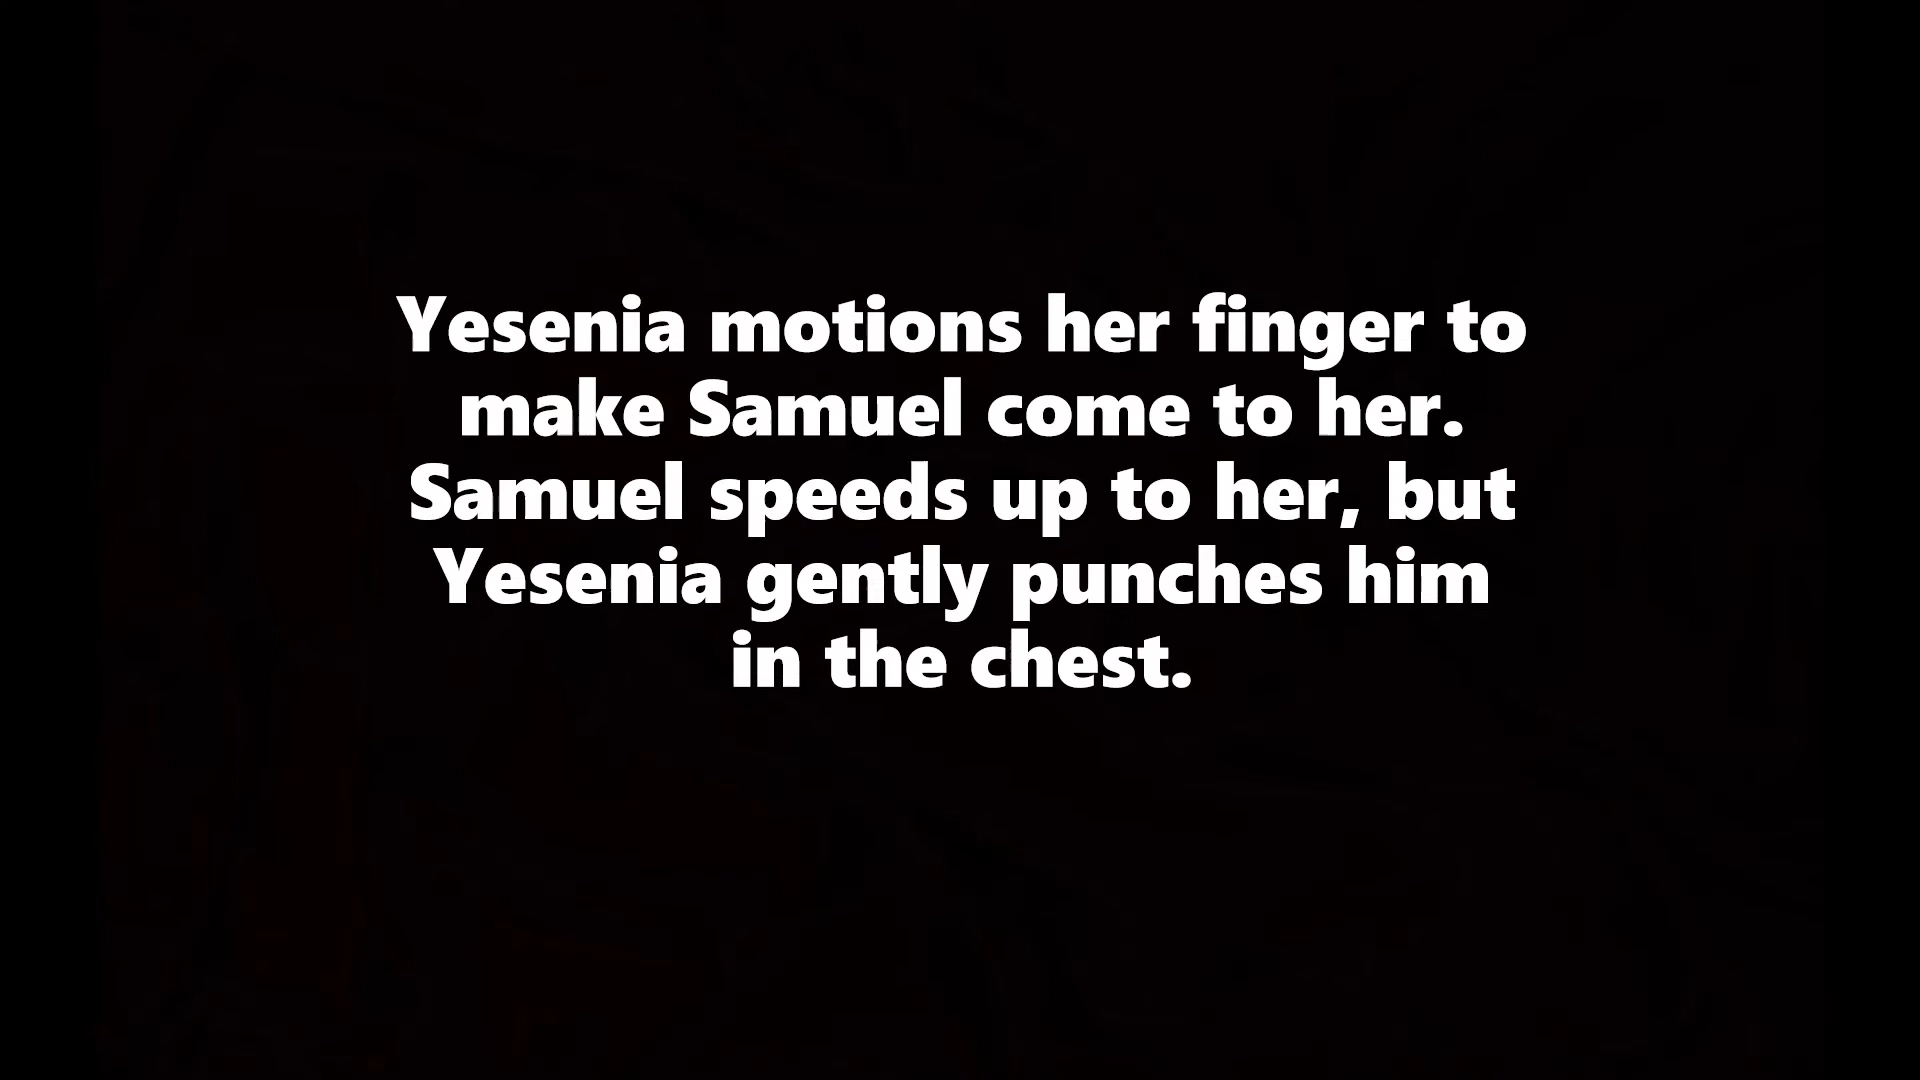 Yesenia motions her finger to
make Samuel come to her.
Samuel speeds up to her, but
Yesenia gently punches him
in the chest.